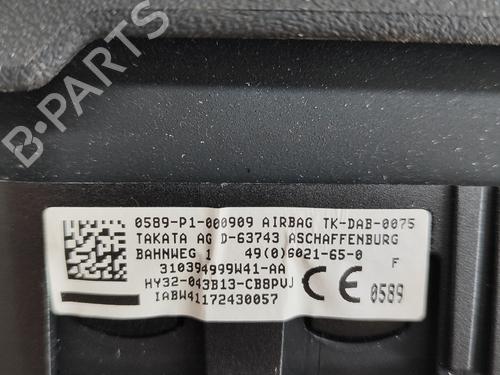 0589-P1-000909 AIRBAG TK-DAB-0075
TAKATA AG D-63743 ASCHAFFENBURG
BAHNWEG 1 49(0)6021-65-0
310394999W41-AA F
HY32-043B13-CB8PVJ CE 0589
IABW41172430057
B-PARTS